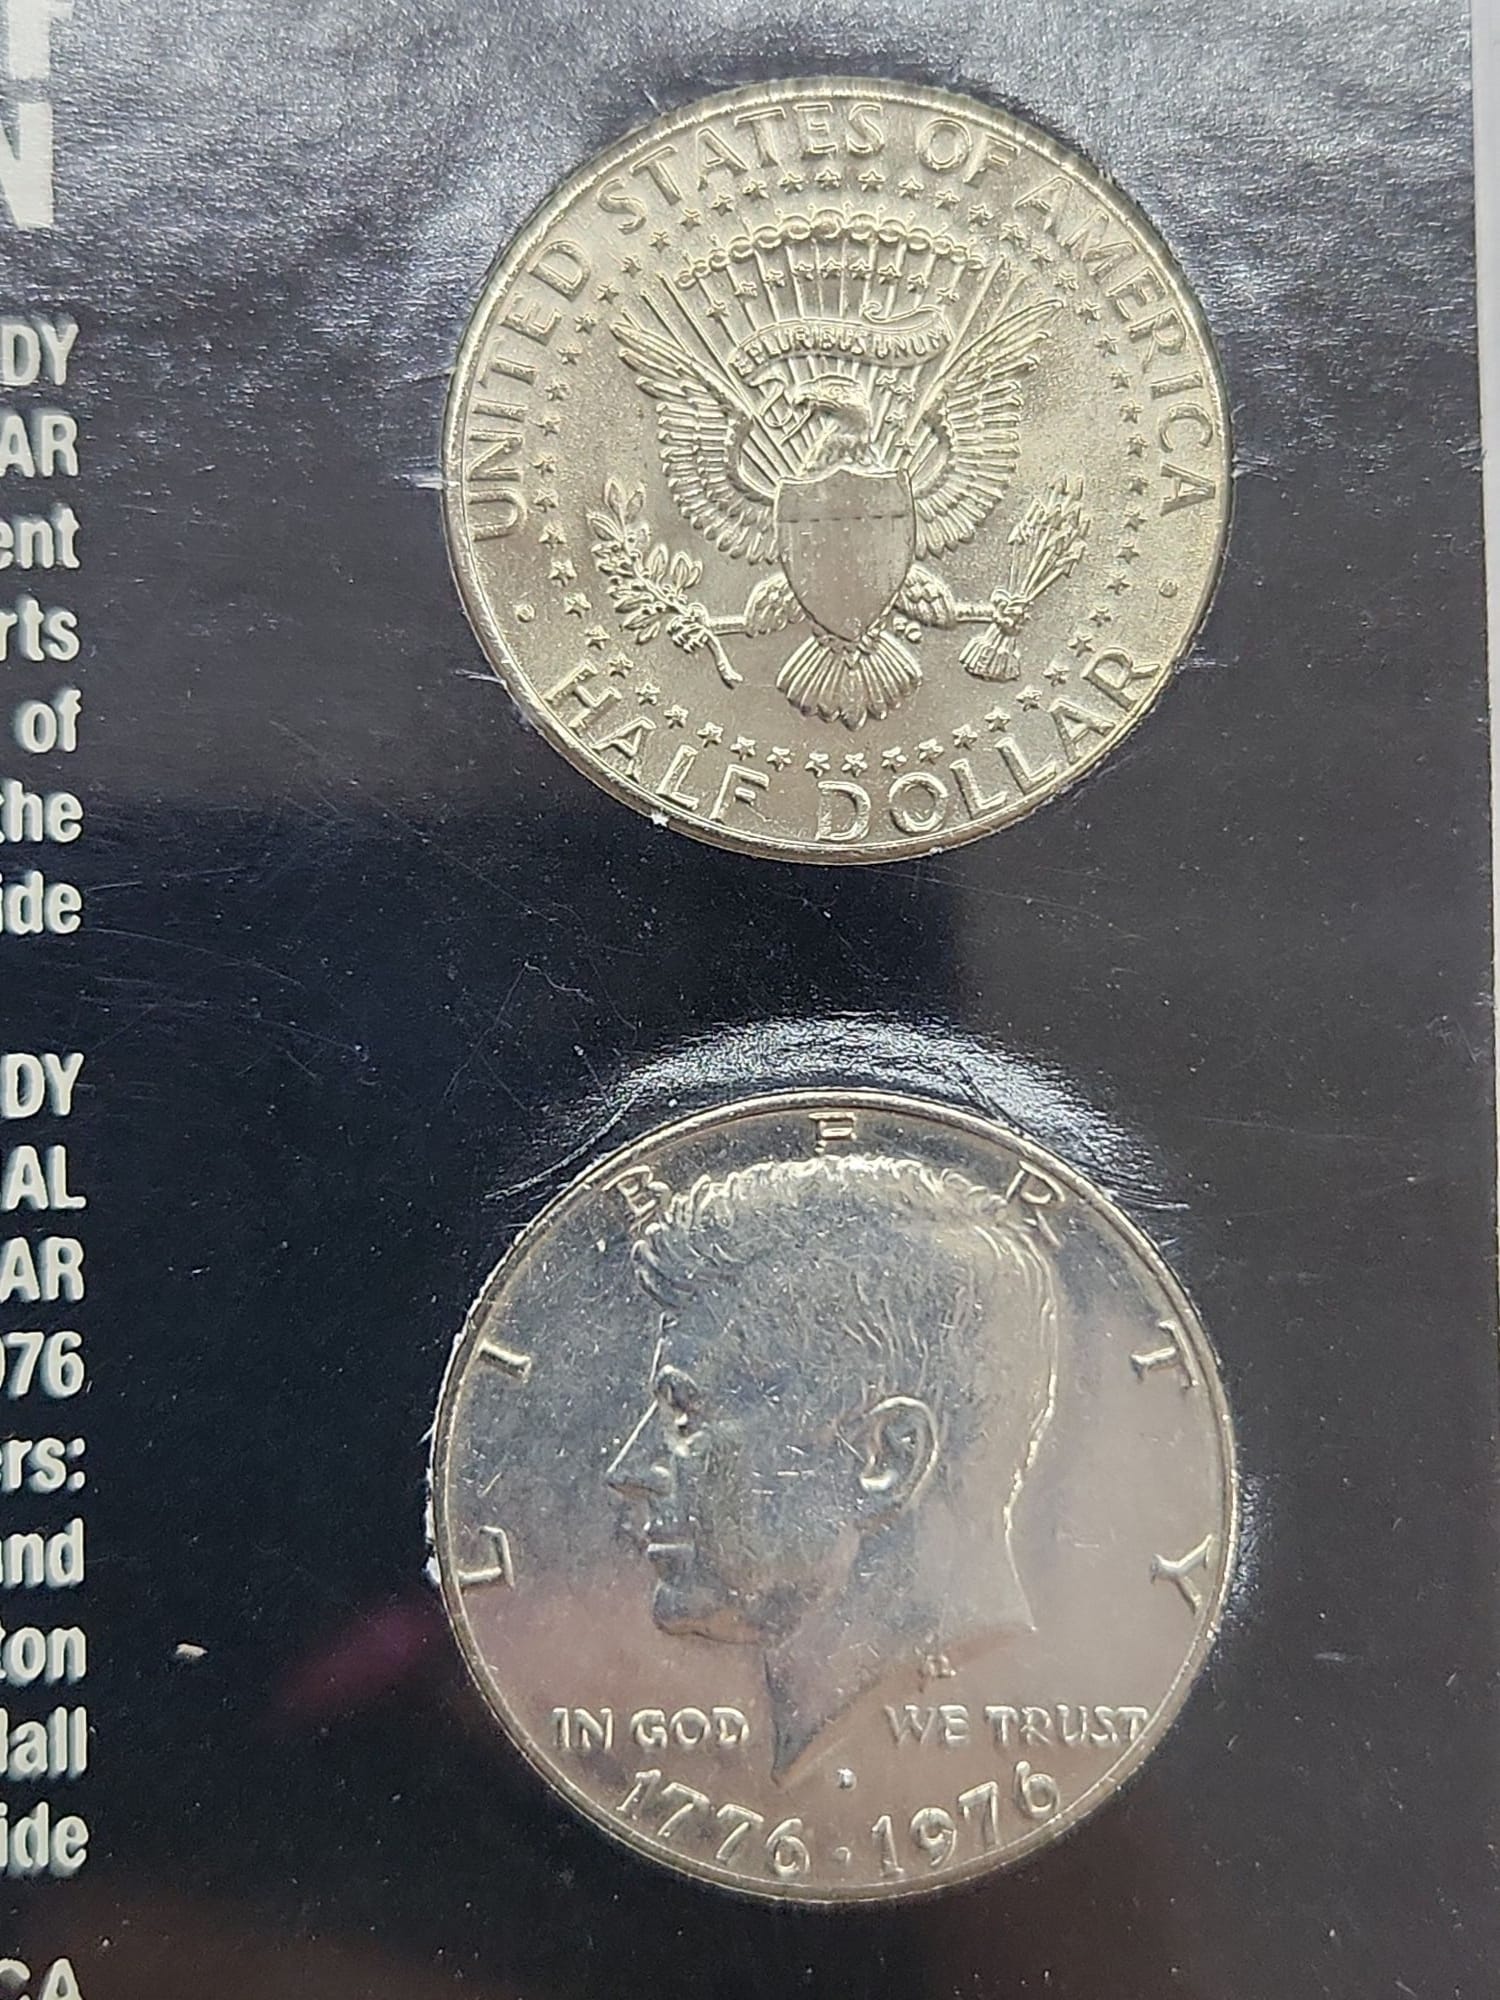 T
N
DY
AR
ent
rts
of
the
ide
UNITED STATES OF AMERICA
E PLURIBUS UNUM
HALF DOLLAR
DY
AL
AR
976
ers:
and
ton
Hall
ide
CA
LIBERTY
IN GOD WE TRUST
D
1776·1976